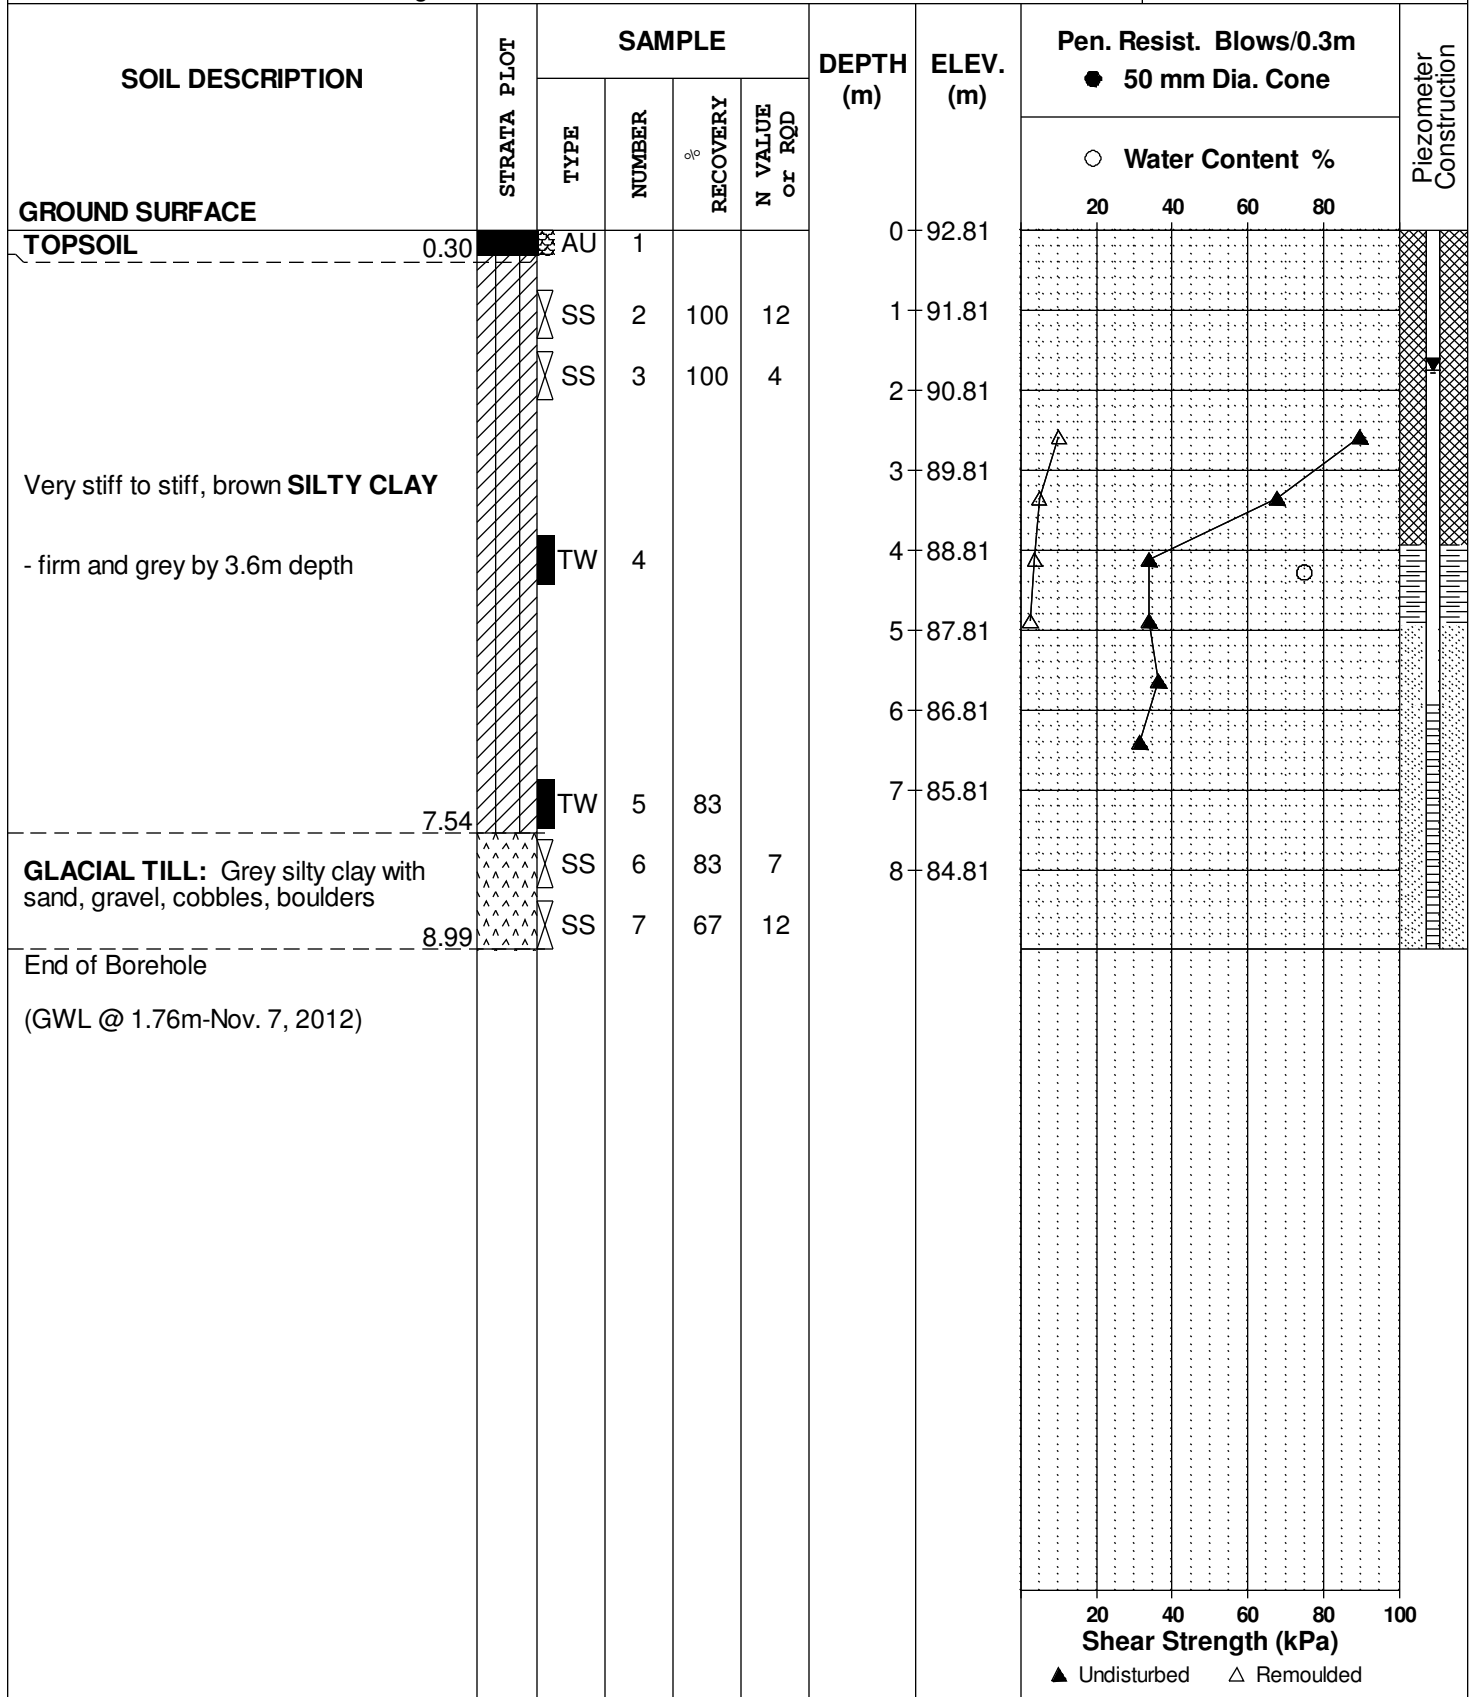 SOIL DESCRIPTION
GROUND SURFACE
STRATA PLOT
SAMPLE
TYPE
NUMBER
%
RECOVERY
N VALUE
or RQD
DEPTH
(m)
ELEV.
(m)
Pen. Resist. Blows/0.3m
● 50 mm Dia. Cone
○ Water Content %
20 40 60 80
Piezometer
Construction
TOPSOIL 0.30
AU 1
0 92.81
SS 2 100 12
1 91.81
SS 3 100 4
2 90.81
Very stiff to stiff, brown SILTY CLAY
3 89.81
- firm and grey by 3.6m depth
TW 4
4 88.81
5 87.81
6 86.81
7 85.81
TW 5 83
7.54
GLACIAL TILL: Grey silty clay with
sand, gravel, cobbles, boulders
SS 6 83 7
8 84.81
SS 7 67 12
8.99
End of Borehole
(GWL @ 1.76m-Nov. 7, 2012)
20 40 60 80 100
Shear Strength (kPa)
▲ Undisturbed △ Remoulded